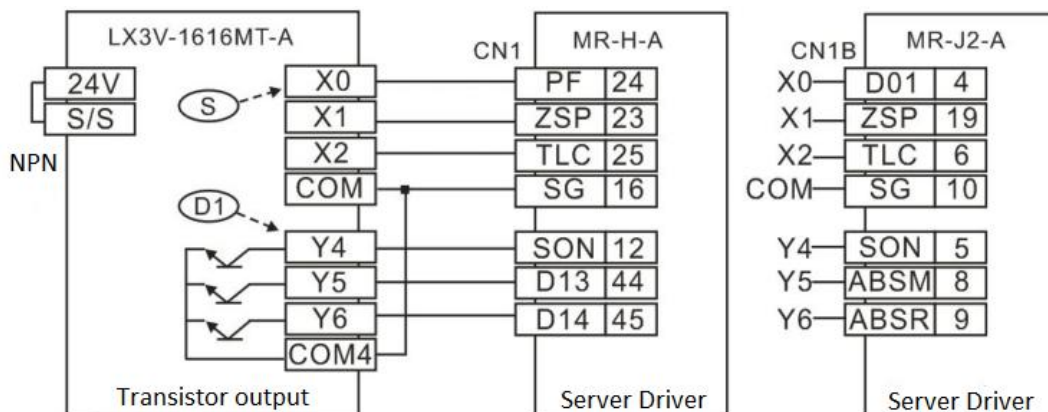 LX3V-1616MT-A
24V
S/S
NPN
S
D1
X0
X1
X2
COM
Y4
Y5
Y6
COM4
Transistor output
CN1
MR-H-A
PF 24
ZSP 23
TLC 25
SG 16
SON 12
D13 44
D14 45
Server Driver
CN1B
MR-J2-A
X0 D01 4
X1 ZSP 19
X2 TLC 6
COM SG 10
Y4 SON 5
Y5 ABSM 8
Y6 ABSR 9
Server Driver